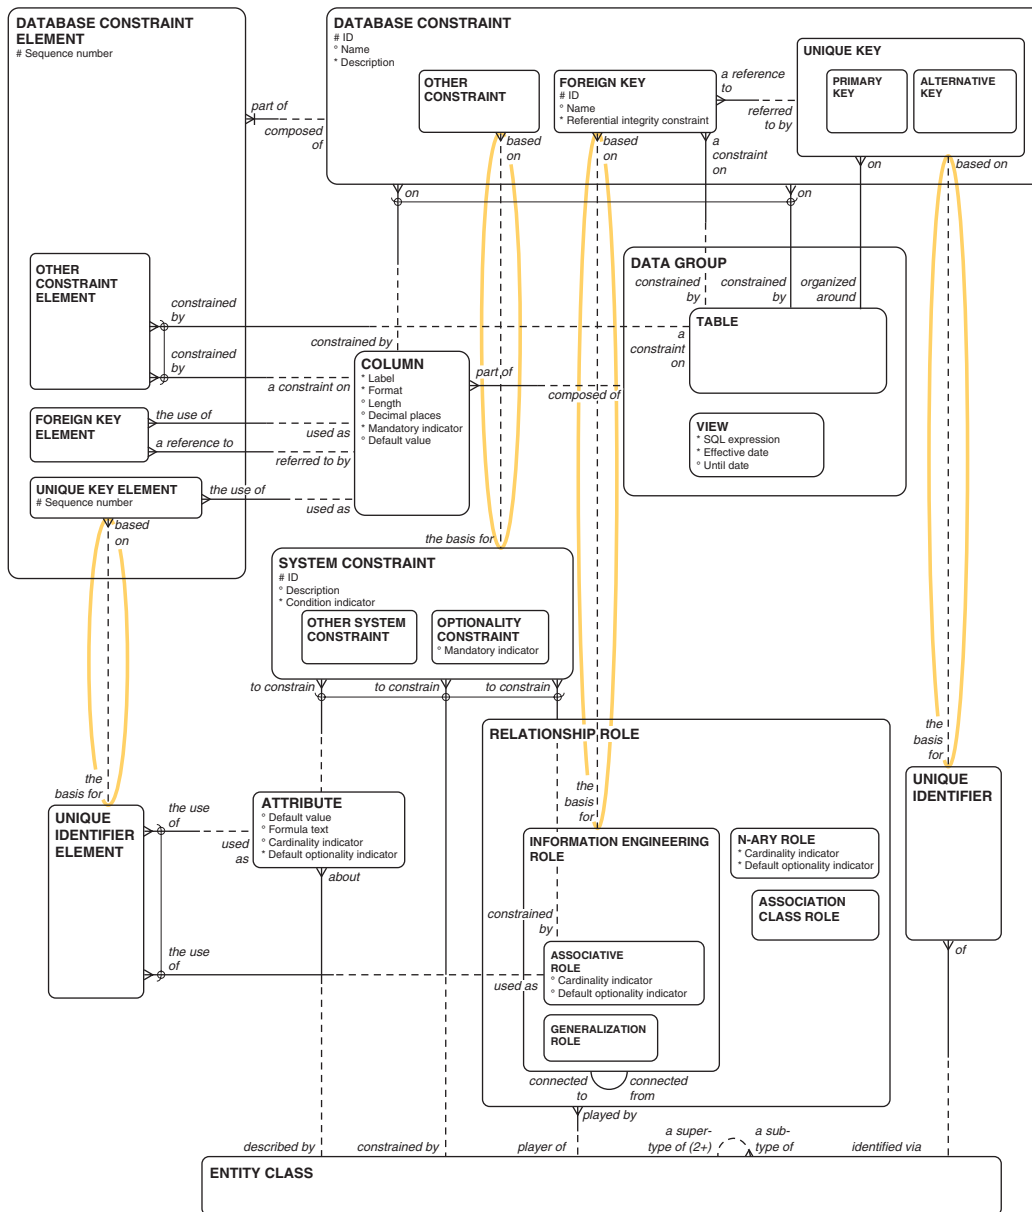 DATABASE CONSTRAINT
ELEMENT
# Sequence number
DATABASE CONSTRAINT
# ID
° Name
* Description
OTHER
CONSTRAINT
FOREIGN KEY
# ID
° Name
* Referential integrity constraint
a reference
to
referred
to by
UNIQUE KEY
PRIMARY
KEY
ALTERNATIVE
KEY
part of
composed
of
based
on
based
on
a
constraint
on
on
based on
on
on
DATA GROUP
constrained
by
constrained
by
organized
around
TABLE
a
constraint
on
VIEW
* SQL expression
* Effective date
° Until date
OTHER
CONSTRAINT
ELEMENT
constrained
by
constrained
by
constrained by
a constraint on
COLUMN
* Label
* Format
° Length
° Decimal places
* Mandatory indicator
° Default value
part of
composed of
FOREIGN KEY
ELEMENT
the use of
used as
a reference to
referred to by
UNIQUE KEY ELEMENT
# Sequence number
the use of
used as
based
on
the basis for
SYSTEM CONSTRAINT
# ID
° Description
* Condition indicator
OTHER SYSTEM
CONSTRAINT
OPTIONALITY
CONSTRAINT
° Mandatory indicator
to constrain
to constrain
to constrain
RELATIONSHIP ROLE
the
basis
for
the
basis
for
the
basis for
UNIQUE
IDENTIFIER
ELEMENT
the use
of
used
as
ATTRIBUTE
° Default value
° Formula text
° Cardinality indicator
* Default optionality indicator
about
INFORMATION ENGINEERING
ROLE
N-ARY ROLE
* Cardinality indicator
* Default optionality indicator
ASSOCIATION
CLASS ROLE
UNIQUE
IDENTIFIER
of
constrained
by
the use
of
used as
ASSOCIATIVE
ROLE
° Cardinality indicator
° Default optionality indicator
GENERALIZATION
ROLE
connected
to
connected
from
played by
described by
constrained by
player of
a super-
type of (2+)
a sub-
type of
identified via
ENTITY CLASS